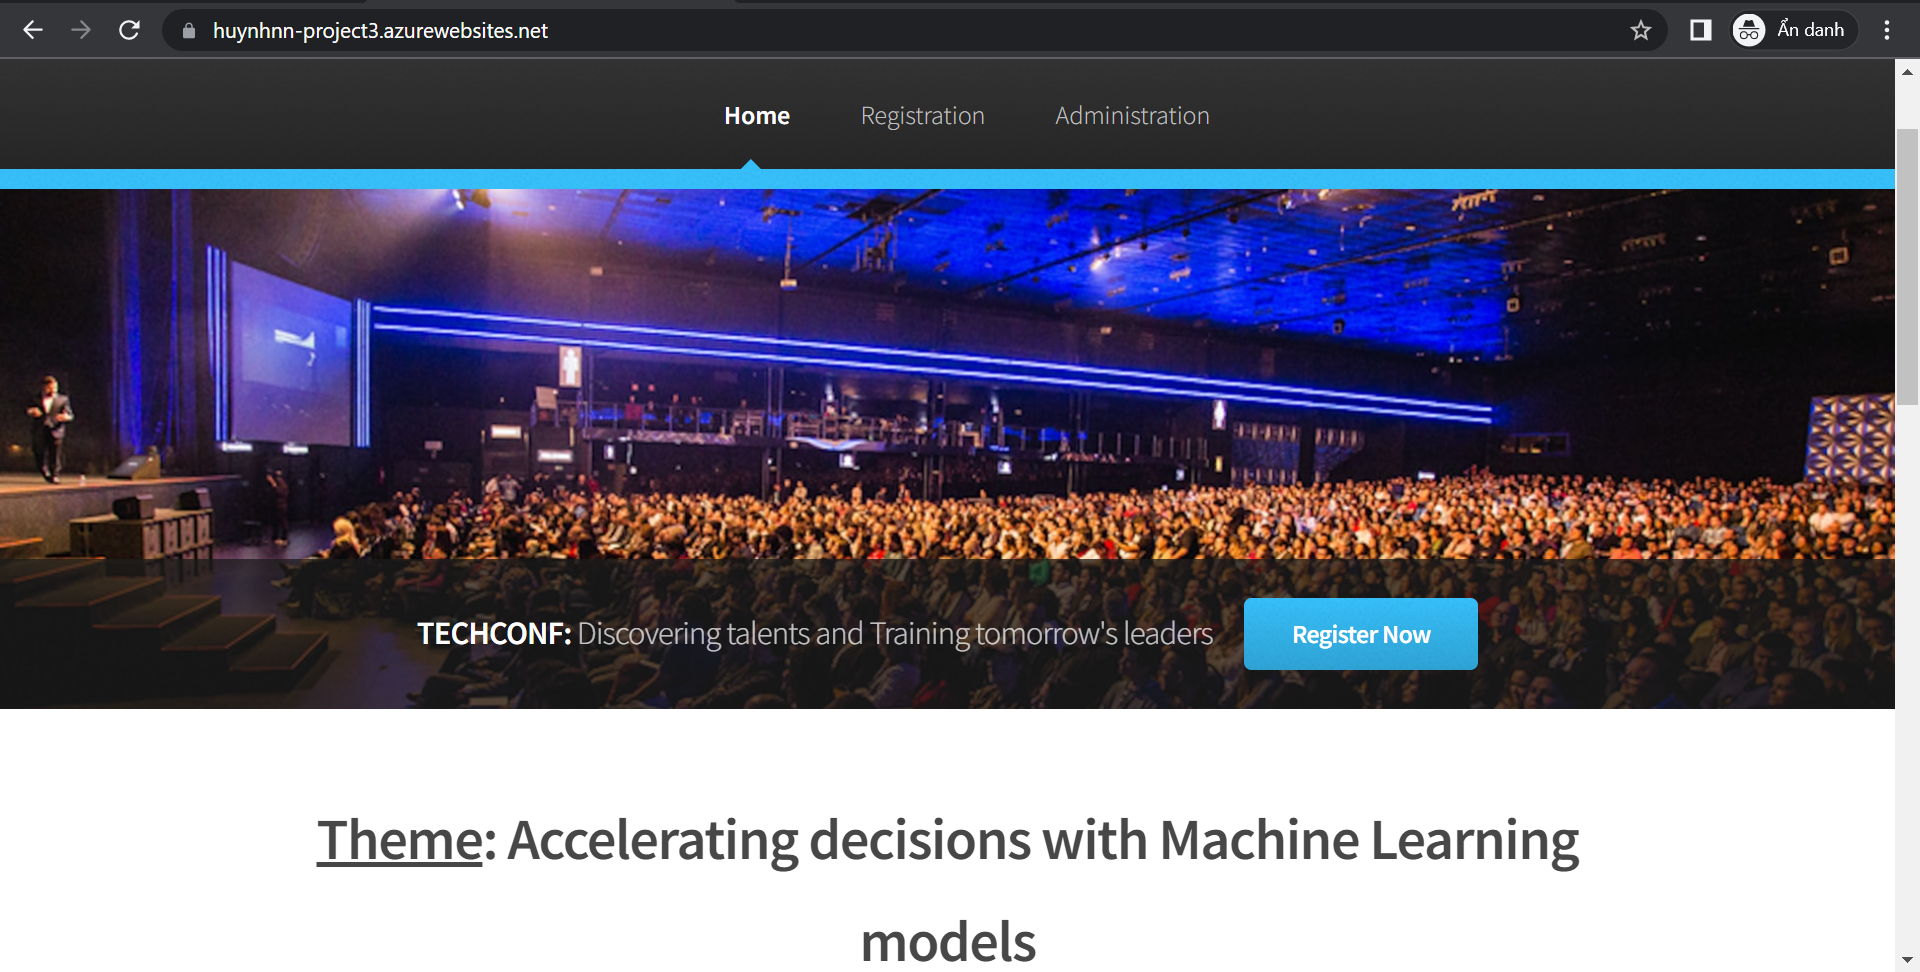 huynhnn-project3.azurewebsites.net
Ẩn danh
Home Registration Administration
TECHCONF: Discovering talents and Training tomorrow's leaders Register Now
Theme: Accelerating decisions with Machine Learning
models